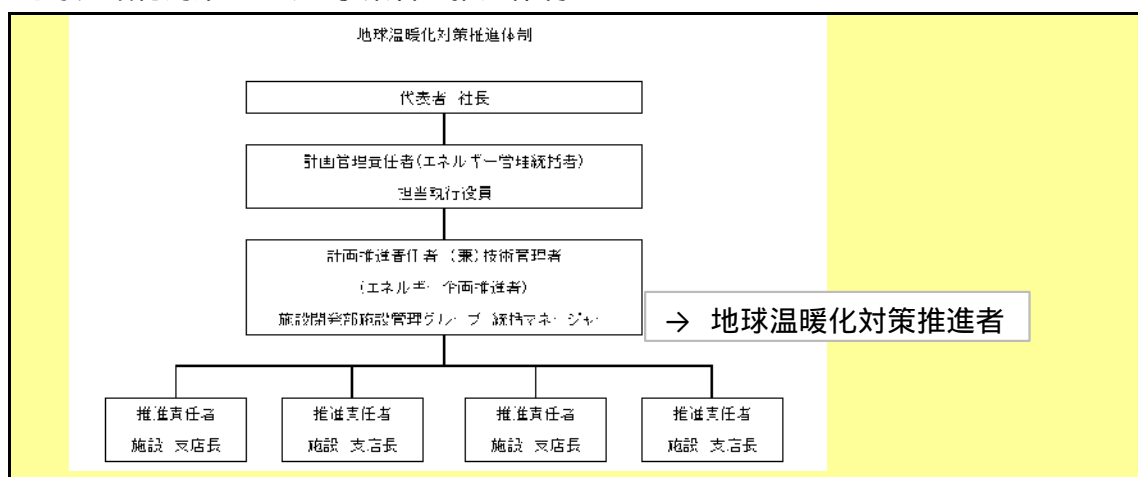 地球温暖化対策推進体制
代表者 社長
計画管理責任者(エネルギー管理統括者)
担当執行役員
計画推進責任者 (兼)技術管理者
(エネルギー企画推進者)
施設開発部施設管理グループ 統括マネージャー
→ 地球温暖化対策推進者
推進責任者
施設 支店長
推進責任者
施設 支店長
推進責任者
施設 支店長
推進責任者
施設 支店長